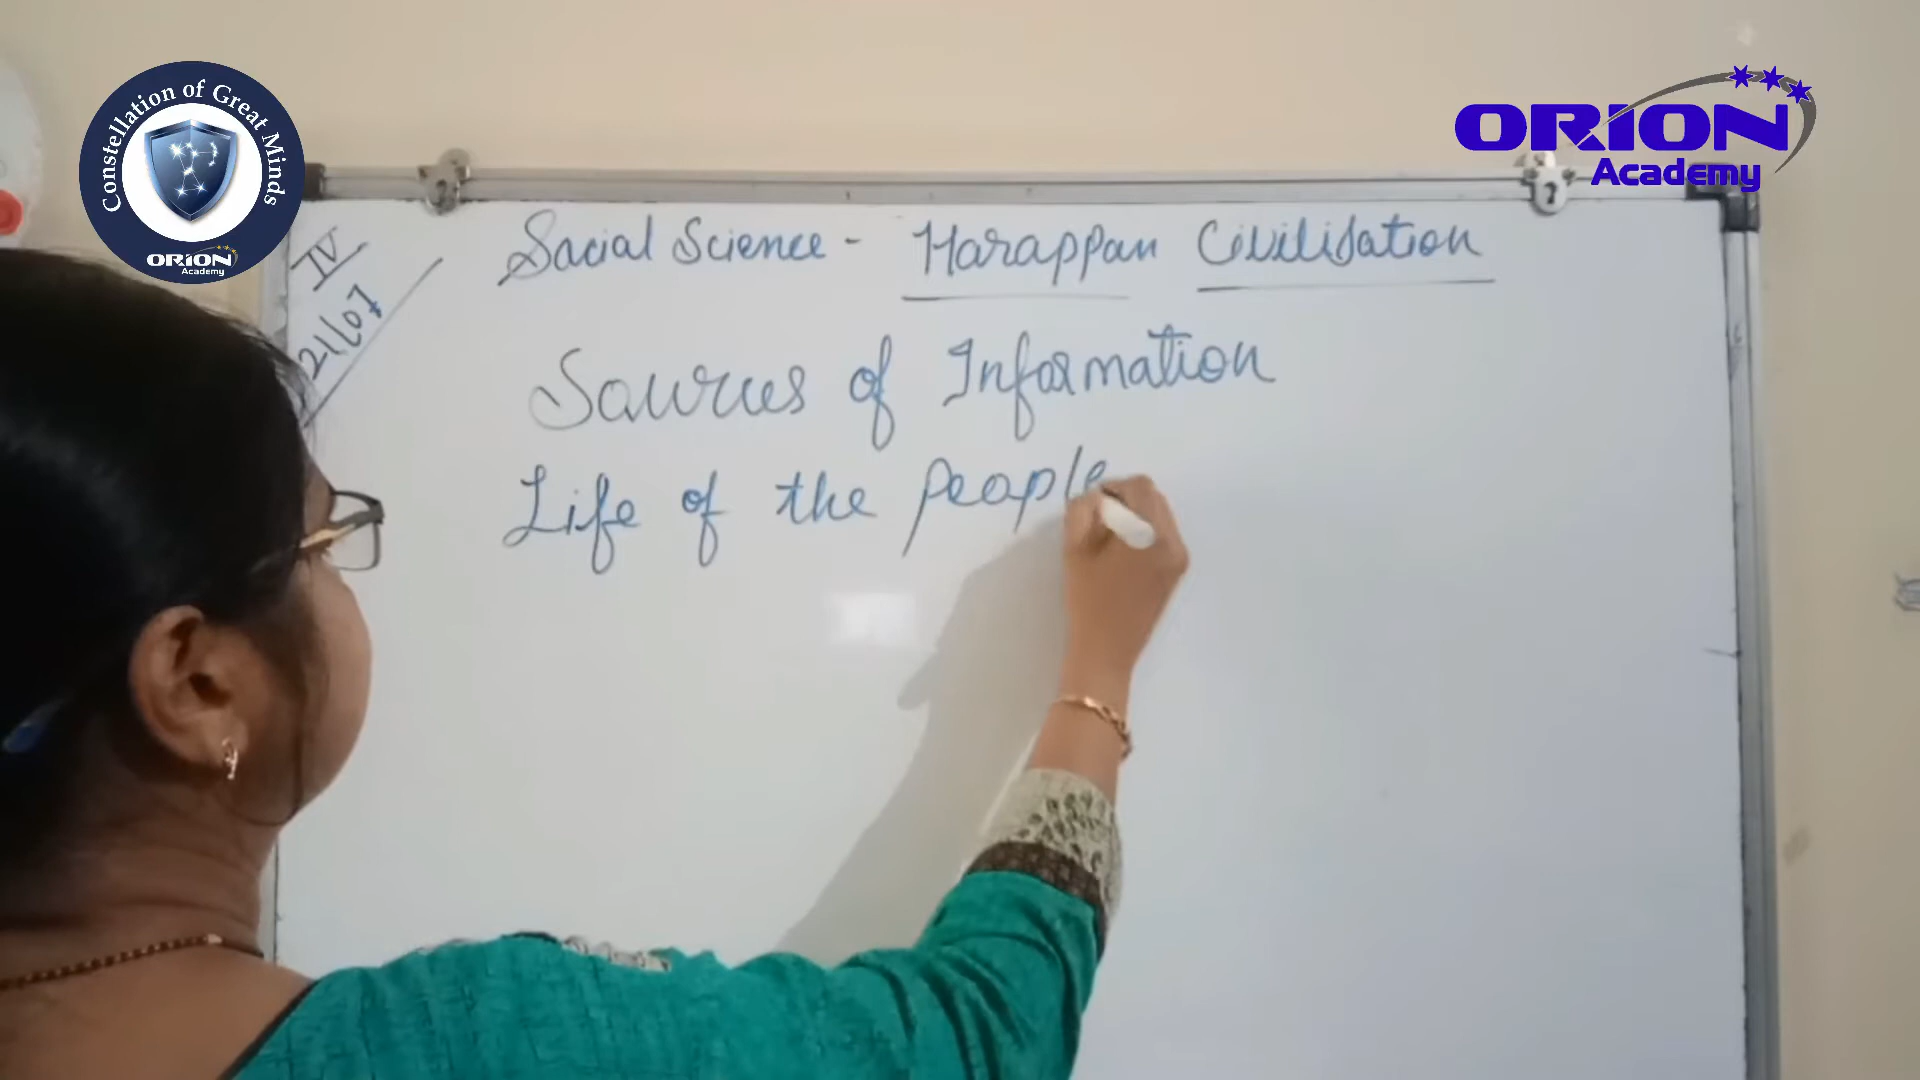 Constellation of Great Minds
ORION
Academy
ORION
Academy
IV
21/07
Social Science - Harappan Civilisation
Sources of Information
Life of the People